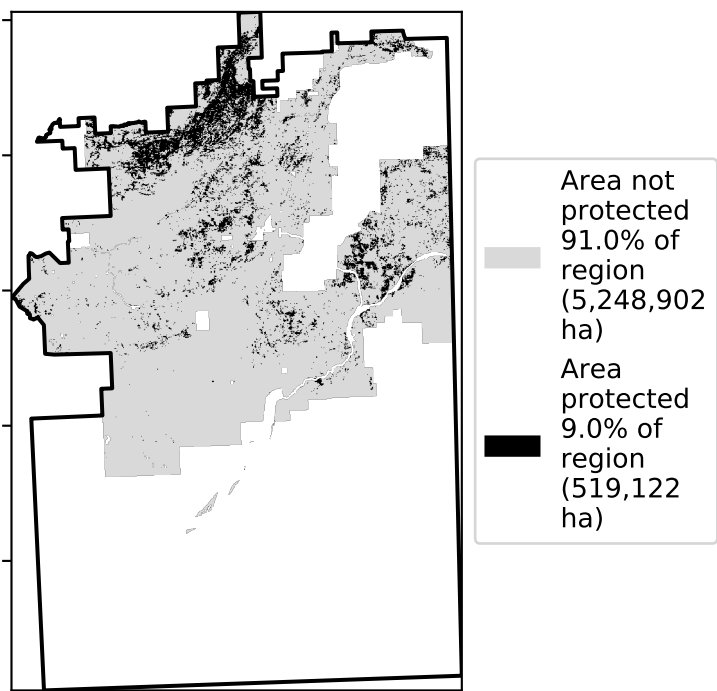 Area not
protected
91.0% of
region
(5,248,902
ha)
Area
protected
9.0% of
region
(519,122
ha)